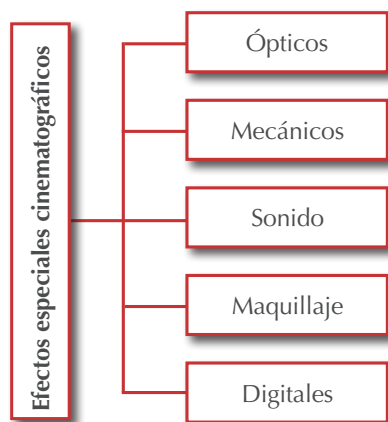 Efectos especiales cinematográficos
Ópticos
Mecánicos
Sonido
Maquillaje
Digitales